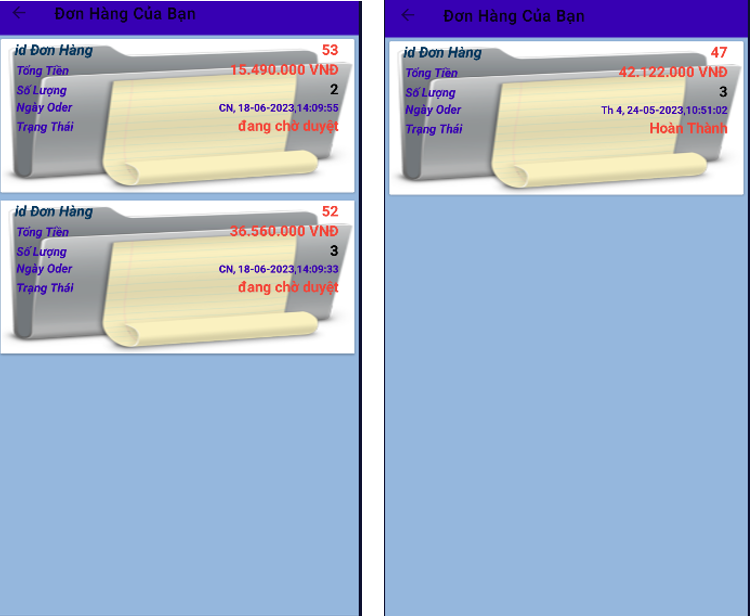 Đơn Hàng Của Bạn
id Đơn Hàng 53
Tổng Tiền 15.490.000 VNĐ
Số Lượng 2
Ngày Oder CN, 18-06-2023,14:09:55
Trạng Thái đang chờ duyệt
id Đơn Hàng 52
Tổng Tiền 36.560.000 VNĐ
Số Lượng 3
Ngày Oder CN, 18-06-2023,14:09:33
Trạng Thái đang chờ duyệt
Đơn Hàng Của Bạn
id Đơn Hàng 47
Tổng Tiền 42.122.000 VNĐ
Số Lượng 3
Ngày Oder Th 4, 24-05-2023,10:51:02
Trạng Thái Hoàn Thành